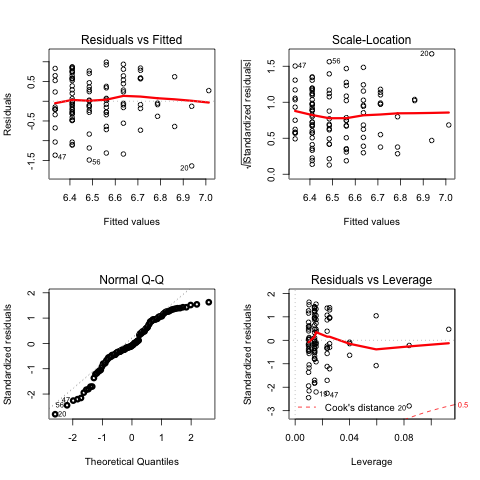 Residuals vs Fitted
Residuals
-1.5 -0.5 0.5
47 56 20
6.4 6.5 6.6 6.7 6.8 6.9 7.0
Fitted values
Scale-Location
√|Standardized residuals|
0.0 0.5 1.0 1.5
47 56 20
6.4 6.5 6.6 6.7 6.8 6.9 7.0
Fitted values
Normal Q-Q
Standardized residuals
-2 -1 0 1 2
47
56
20
-2 -1 0 1 2
Theoretical Quantiles
Residuals vs Leverage
Standardized residuals
-3 -2 -1 0 1 2
19 47
Cook's distance 20 0.5
0.00 0.04 0.08
Leverage